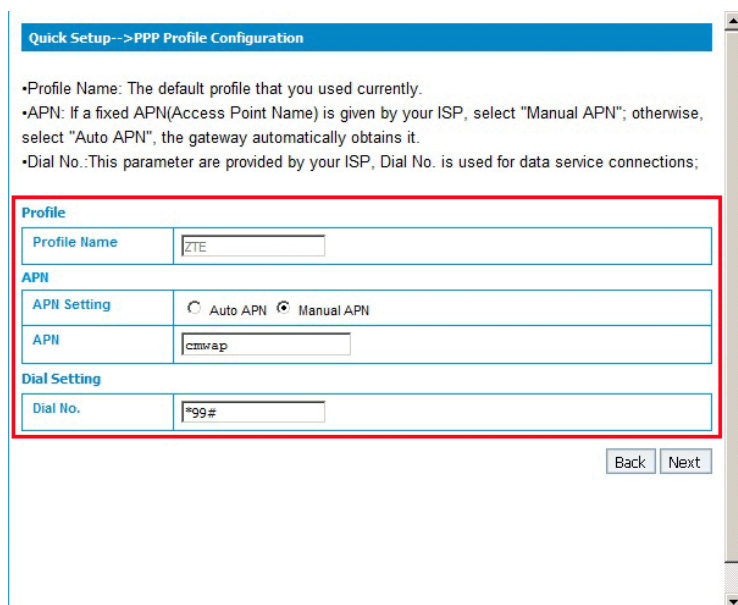 Quick Setup-->PPP Profile Configuration
•Profile Name: The default profile that you used currently.
•APN: If a fixed APN(Access Point Name) is given by your ISP, select "Manual APN"; otherwise,
select "Auto APN", the gateway automatically obtains it.
•Dial No.:This parameter are provided by your ISP, Dial No. is used for data service connections;
Profile
Profile Name ZTE
APN
APN Setting Auto APN Manual APN
APN cmwap
Dial Setting
Dial No. *99#
Back Next